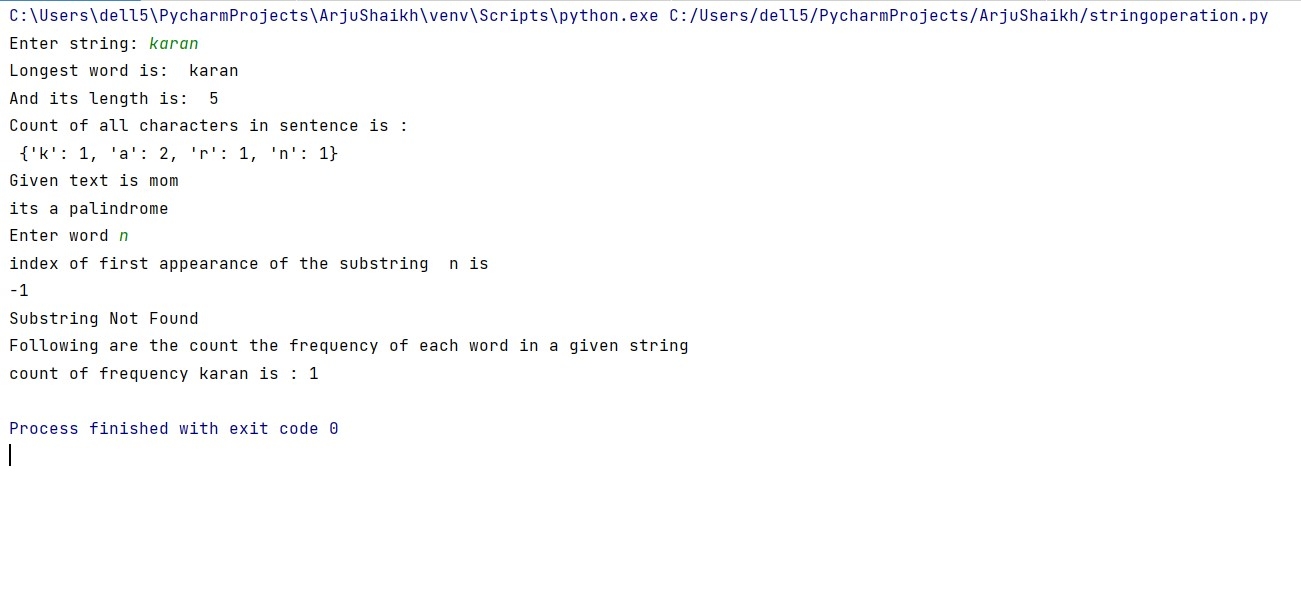 C:\Users\dell5\PycharmProjects\ArjuShaikh\venv\Scripts\python.exe C:/Users/dell5/PycharmProjects/ArjuShaikh/stringoperation.py
Enter string: karan
Longest word is:  karan
And its length is:  5
Count of all characters in sentence is :
 {'k': 1, 'a': 2, 'r': 1, 'n': 1}
Given text is mom
its a palindrome
Enter word n
index of first appearance of the substring  n is
-1
Substring Not Found
Following are the count the frequency of each word in a given string
count of frequency karan is : 1
Process finished with exit code 0